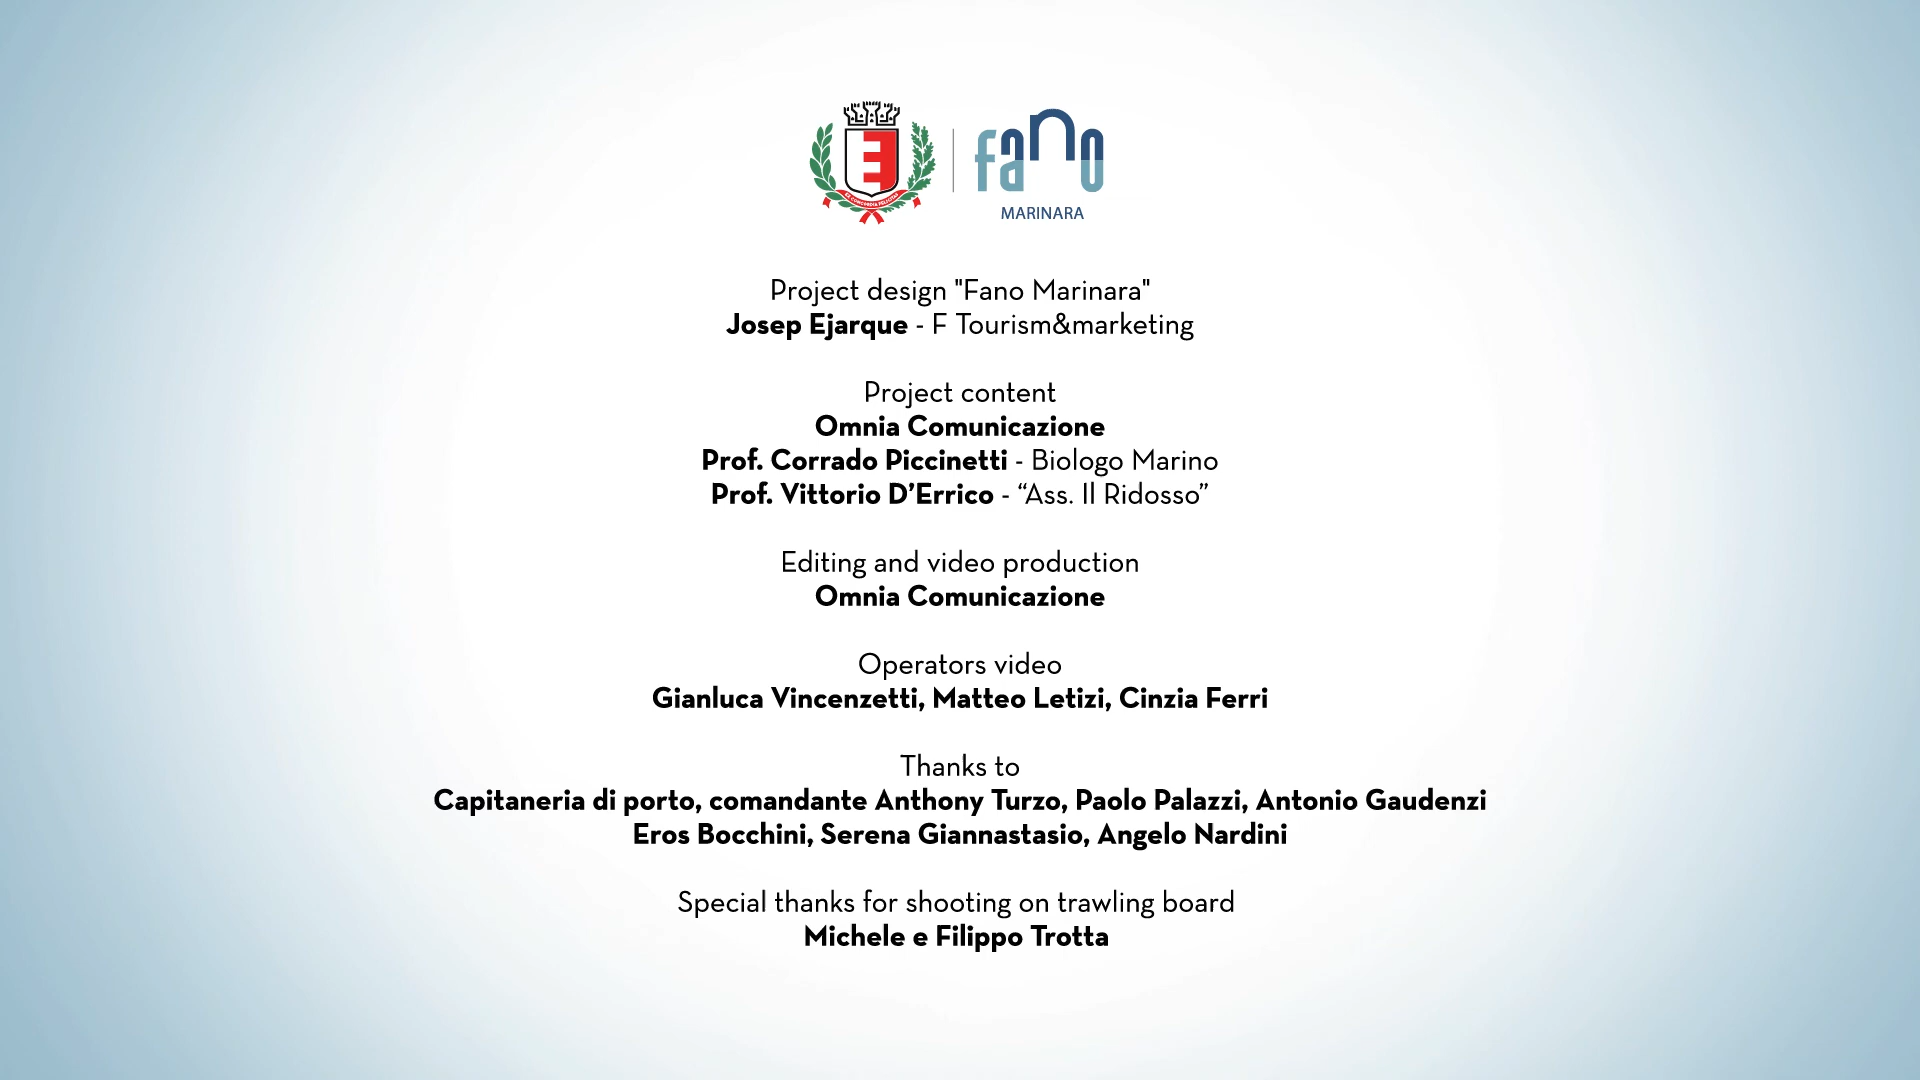 fano
MARINARA
Project design "Fano Marinara"
Josep Ejarque - F Tourism&marketing
Project content
Omnia Comunicazione
Prof. Corrado Piccinetti - Biologo Marino
Prof. Vittorio D’Errico - “Ass. Il Ridosso”
Editing and video production
Omnia Comunicazione
Operators video
Gianluca Vincenzetti, Matteo Letizi, Cinzia Ferri
Thanks to
Capitaneria di porto, comandante Anthony Turzo, Paolo Palazzi, Antonio Gaudenzi
Eros Bocchini, Serena Giannastasio, Angelo Nardini
Special thanks for shooting on trawling board
Michele e Filippo Trotta